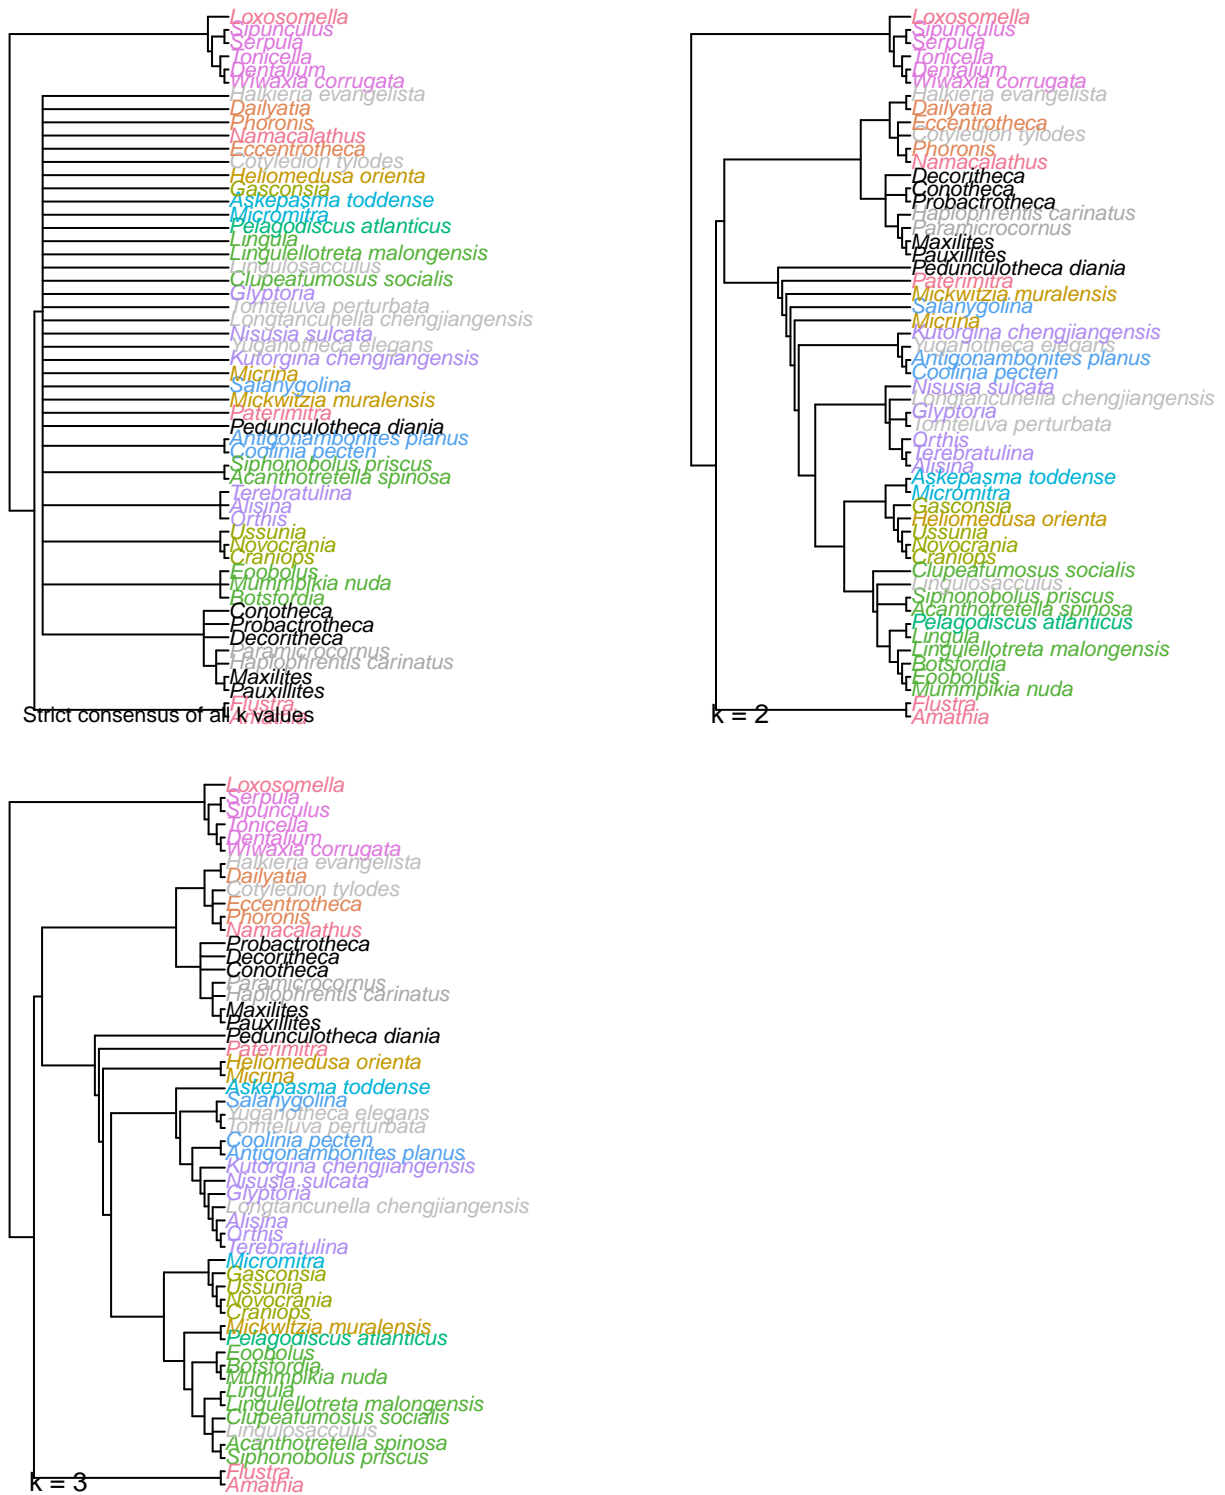 Loxosomella
Sipunculus
Serpula
Tonicella
Dentalium
Wiwaxia corrugata
Halkieria evangelista
Dailyatia
Phoronis
Namacalathus
Eccentrotheca
Cotyledion tylodes
Heliomedusa orienta
Gasconsia
Askepasma toddense
Micromitra
Pelagodiscus atlanticus
Lingula
Lingulellotreta malongensis
Lingulosacculus
Clupeafumosus socialis
Glyptoria
Tomteluva perturbata
Longtancunella chengjiangensis
Nisusia sulcata
Yuganotheca elegans
Kutorgina chengjiangensis
Micrina
Salanygolina
Mickwitzia muralensis
Paterimitra
Pedunculotheca diania
Antigonambonites planus
Coolinia pecten
Siphonobolus priscus
Acanthotretella spinosa
Terebratulina
Alisina
Orthis
Ussunia
Novocrania
Craniops
Eoobolus
Mummpikia nuda
Botsfordia
Conotheca
Probactrotheca
Decoritheca
Paramicrocornus
Haplophrentis carinatus
Maxilites
Pauxillites
Flustra
Amathia
Strict consensus of all k values
Loxosomella
Sipunculus
Serpula
Tonicella
Dentalium
Wiwaxia corrugata
Halkieria evangelista
Dailyatia
Eccentrotheca
Cotyledion tylodes
Phoronis
Namacalathus
Decoritheca
Conotheca
Probactrotheca
Haplophrentis carinatus
Paramicrocornus
Maxilites
Pauxillites
Pedunculotheca diania
Paterimitra
Mickwitzia muralensis
Salanygolina
Micrina
Kutorgina chengjiangensis
Yuganotheca elegans
Antigonambonites planus
Coolinia pecten
Nisusia sulcata
Longtancunella chengjiangensis
Glyptoria
Tomteluva perturbata
Orthis
Terebratulina
Alisina
Askepasma toddense
Micromitra
Gasconsia
Heliomedusa orienta
Ussunia
Novocrania
Craniops
Clupeafumosus socialis
Lingulosacculus
Siphonobolus priscus
Acanthotretella spinosa
Pelagodiscus atlanticus
Lingula
Lingulellotreta malongensis
Botsfordia
Eoobolus
Mummpikia nuda
Flustra
Amathia
k = 2
Loxosomella
Serpula
Sipunculus
Tonicella
Dentalium
Wiwaxia corrugata
Halkieria evangelista
Dailyatia
Cotyledion tylodes
Eccentrotheca
Phoronis
Namacalathus
Probactrotheca
Decoritheca
Conotheca
Paramicrocornus
Haplophrentis carinatus
Maxilites
Pauxillites
Pedunculotheca diania
Paterimitra
Heliomedusa orienta
Micrina
Askepasma toddense
Salanygolina
Yuganotheca elegans
Tomteluva perturbata
Coolinia pecten
Antigonambonites planus
Kutorgina chengjiangensis
Nisusia sulcata
Glyptoria
Longtancunella chengjiangensis
Alisina
Orthis
Terebratulina
Micromitra
Gasconsia
Ussunia
Novocrania
Craniops
Mickwitzia muralensis
Pelagodiscus atlanticus
Eoobolus
Botsfordia
Mummpikia nuda
Lingula
Lingulellotreta malongensis
Clupeafumosus socialis
Lingulosacculus
Acanthotretella spinosa
Siphonobolus priscus
Flustra
Amathia
k = 3